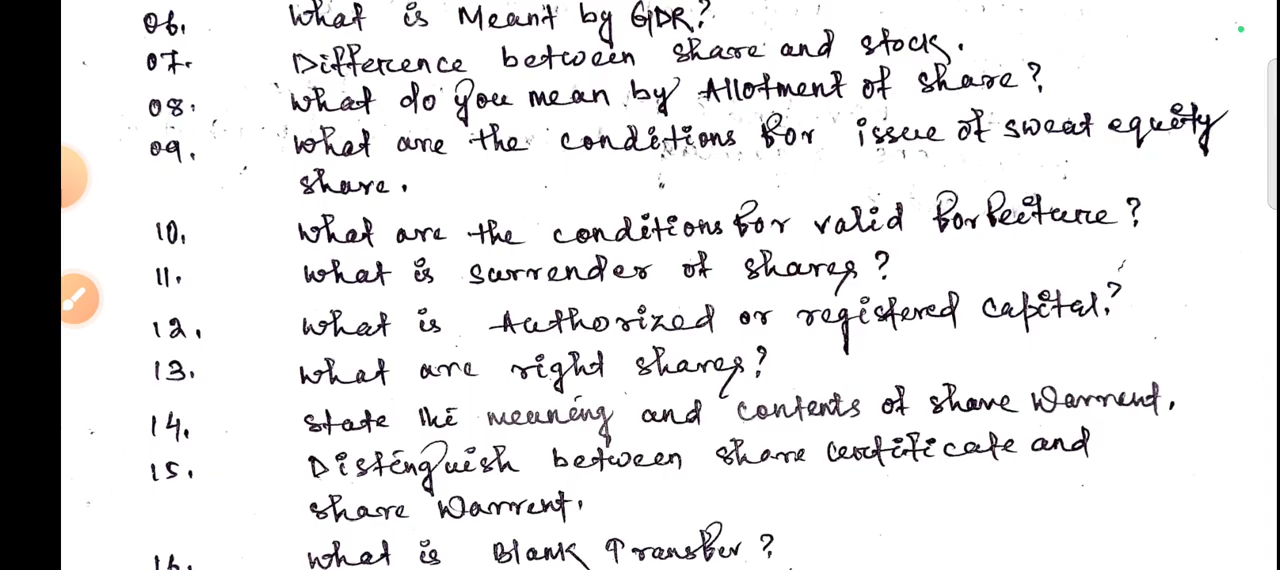 06. What is Meant by GDR?
07. Difference between share and stock.
08. What do you mean by Allotment of share?
09. What are the conditions for issue of sweat equity
share.
10. What are the conditions for valid forfeiture?
11. What is surrender of shares?
12. What is Authorized or registered capital?
13. What are right shares?
14. State the meaning and contents of share Warrent.
15. Distinguish between share certificate and
share Warrent.
16. What is Blank Transfer?